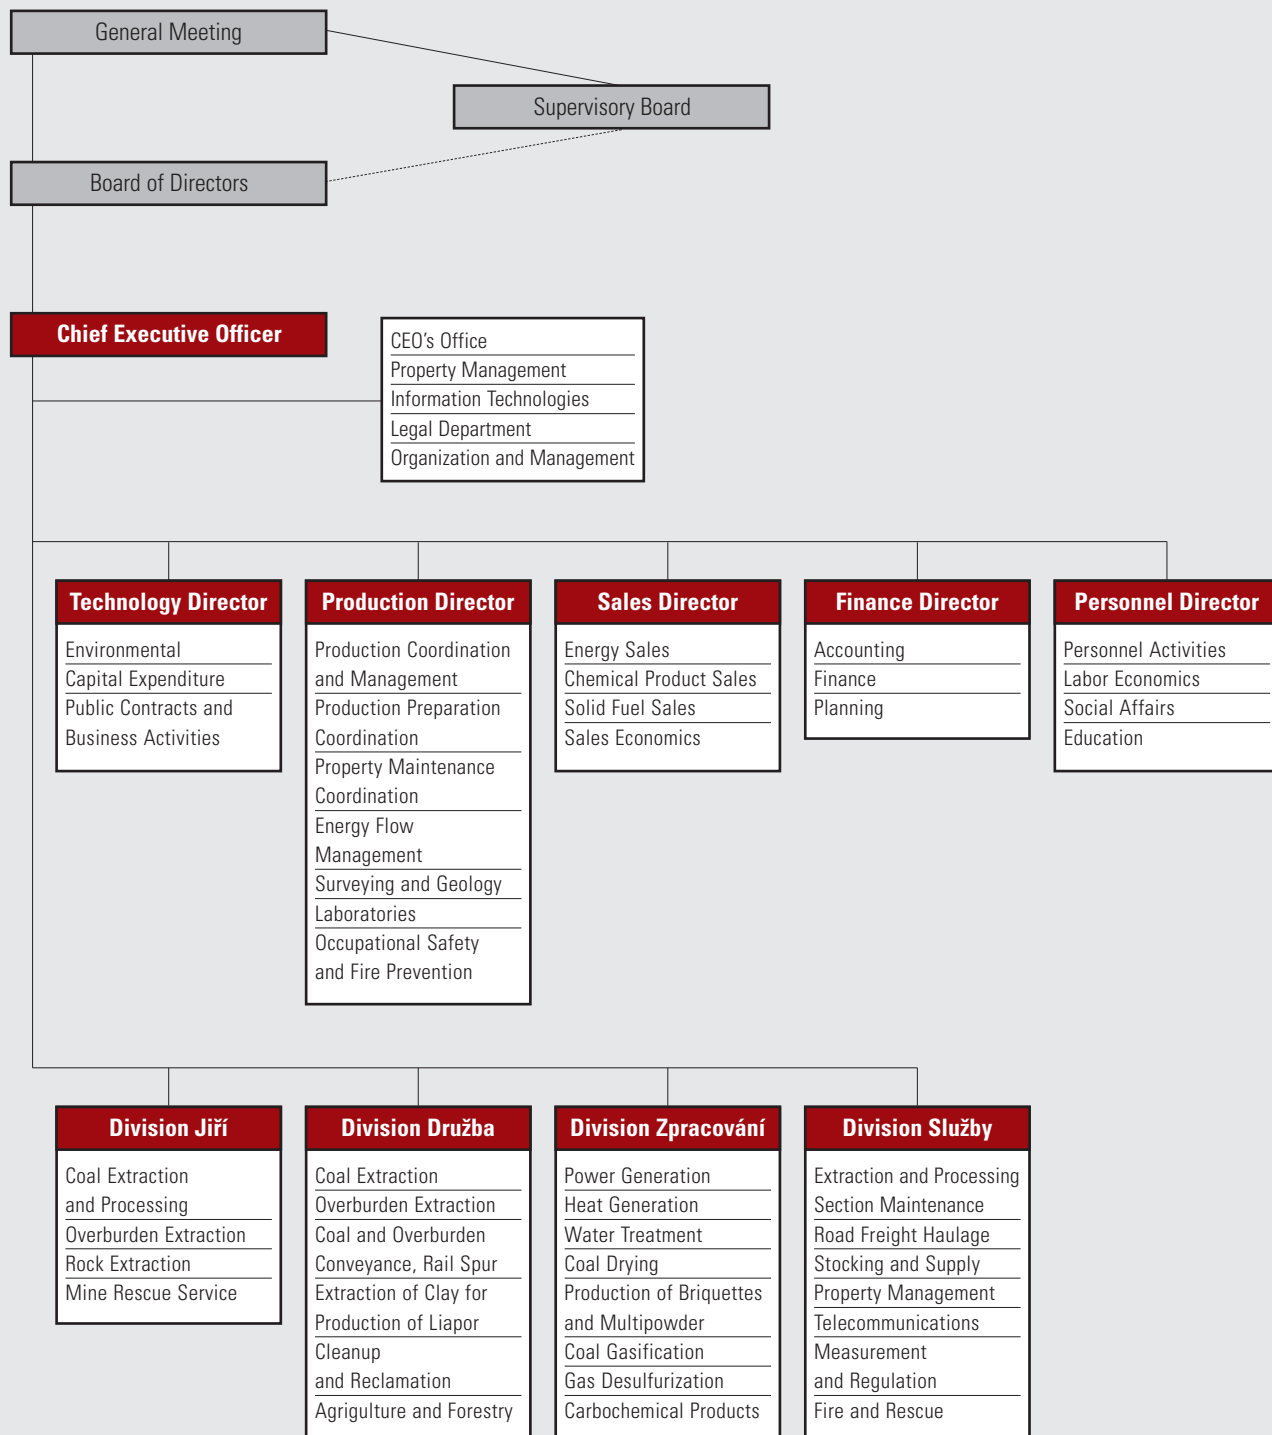 General Meeting
Supervisory Board
Board of Directors
Chief Executive Officer
CEO's Office
Property Management
Information Technologies
Legal Department
Organization and Management
Technology Director
Environmental
Capital Expenditure
Public Contracts and
Business Activities
Production Director
Production Coordination
and Management
Production Preparation
Coordination
Property Maintenance
Coordination
Energy Flow
Management
Surveying and Geology
Laboratories
Occupational Safety
and Fire Prevention
Sales Director
Energy Sales
Chemical Product Sales
Solid Fuel Sales
Sales Economics
Finance Director
Accounting
Finance
Planning
Personnel Director
Personnel Activities
Labor Economics
Social Affairs
Education
Division Jiří
Coal Extraction
and Processing
Overburden Extraction
Rock Extraction
Mine Rescue Service
Division Družba
Coal Extraction
Overburden Extraction
Coal and Overburden
Conveyance, Rail Spur
Extraction of Clay for
Production of Liapor
Cleanup
and Reclamation
Agrigulture and Forestry
Division Zpracování
Power Generation
Heat Generation
Water Treatment
Coal Drying
Production of Briquettes
and Multipowder
Coal Gasification
Gas Desulfurization
Carbochemical Products
Division Služby
Extraction and Processing
Section Maintenance
Road Freight Haulage
Stocking and Supply
Property Management
Telecommunications
Measurement
and Regulation
Fire and Rescue